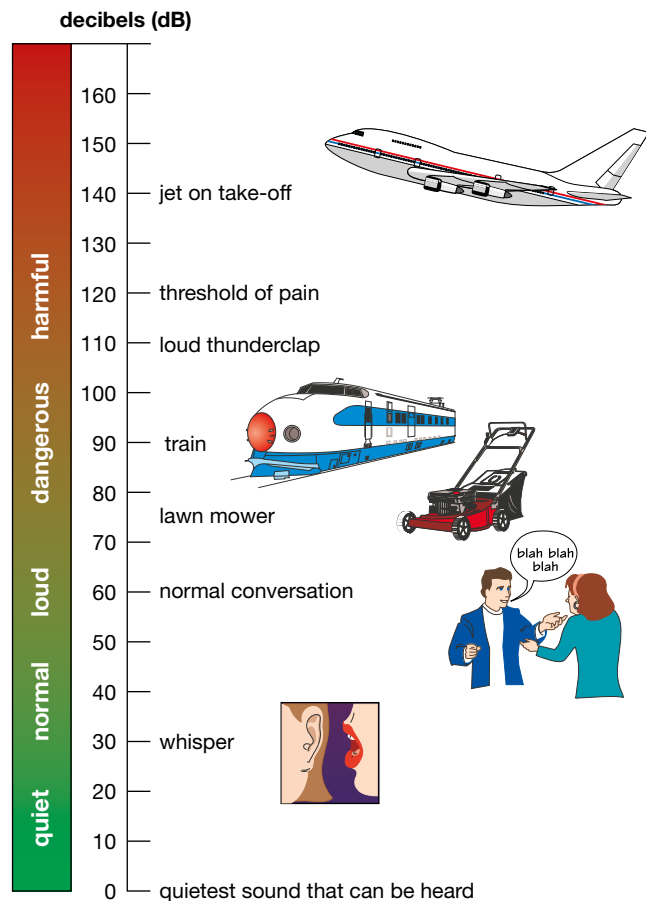 decibels (dB)
160
150
140 jet on take-off
130
120 threshold of pain
110 loud thunderclap
100
90 train
80
lawn mower
70
60 normal conversation
50
40
30 whisper
20
10
0 quietest sound that can be heard
harmful
dangerous
loud
normal
quiet
blah blah
blah